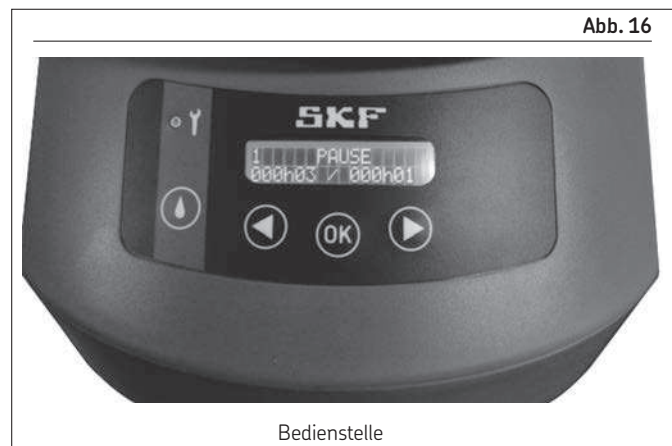 Abb. 16
SKF
1 PAUSE
000h03 / 000h01
OK
Bedienstelle